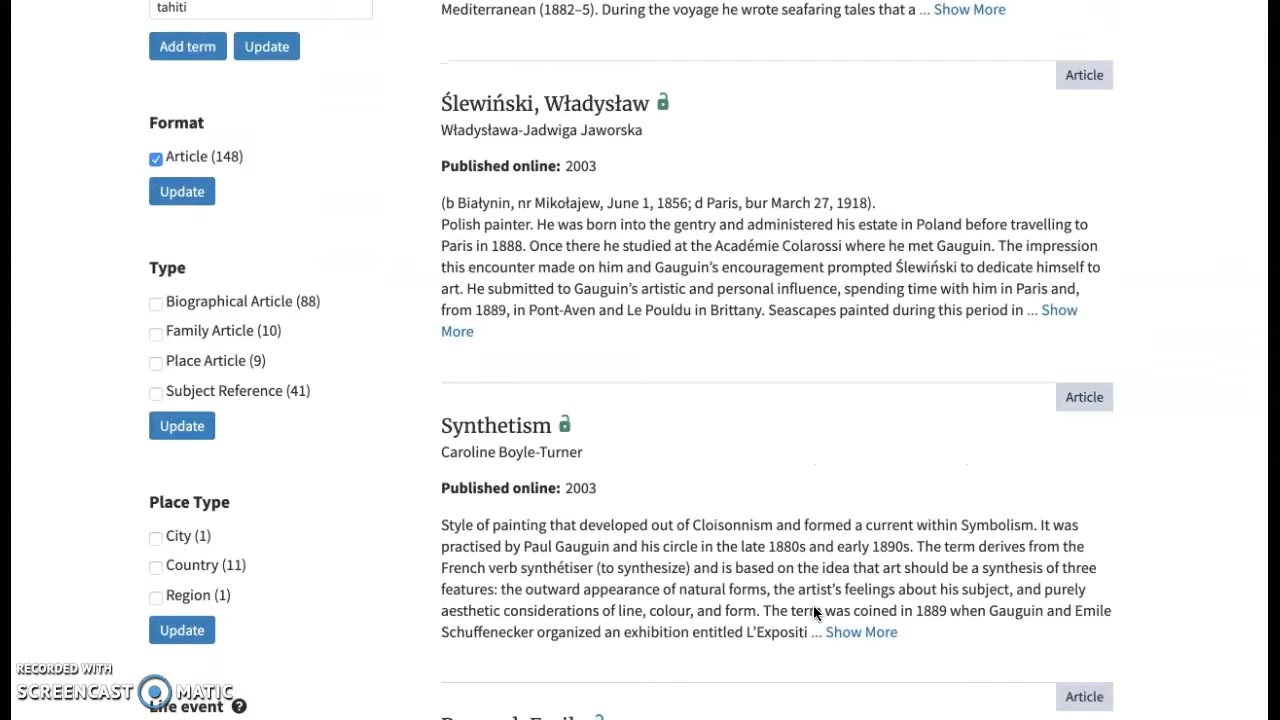 tahiti
Add term
Update
Format
Article (148)
Update
Type
Biographical Article (88)
Family Article (10)
Place Article (9)
Subject Reference (41)
Update
Place Type
City (1)
Country (11)
Region (1)
Update
RECORDED WITH
SCREENCAST MATIC
Life event ?
Mediterranean (1882–5). During the voyage he wrote seafaring tales that a ... Show More
Article
Ślewiński, Władysław
Władysława-Jadwiga Jaworska
Published online: 2003
(b Białynin, nr Mikołajew, June 1, 1856; d Paris, bur March 27, 1918).
Polish painter. He was born into the gentry and administered his estate in Poland before travelling to
Paris in 1888. Once there he studied at the Académie Colarossi where he met Gauguin. The impression
this encounter made on him and Gauguin’s encouragement prompted Ślewiński to dedicate himself to
art. He submitted to Gauguin’s artistic and personal influence, spending time with him in Paris and,
from 1889, in Pont-Aven and Le Pouldu in Brittany. Seascapes painted during this period in ... Show
More
Article
Synthetism
Caroline Boyle-Turner
Published online: 2003
Style of painting that developed out of Cloisonnism and formed a current within Symbolism. It was
practised by Paul Gauguin and his circle in the late 1880s and early 1890s. The term derives from the
French verb synthétiser (to synthesize) and is based on the idea that art should be a synthesis of three
features: the outward appearance of natural forms, the artist’s feelings about his subject, and purely
aesthetic considerations of line, colour, and form. The term was coined in 1889 when Gauguin and Emile
Schuffenecker organized an exhibition entitled L’Expositi ... Show More
Article